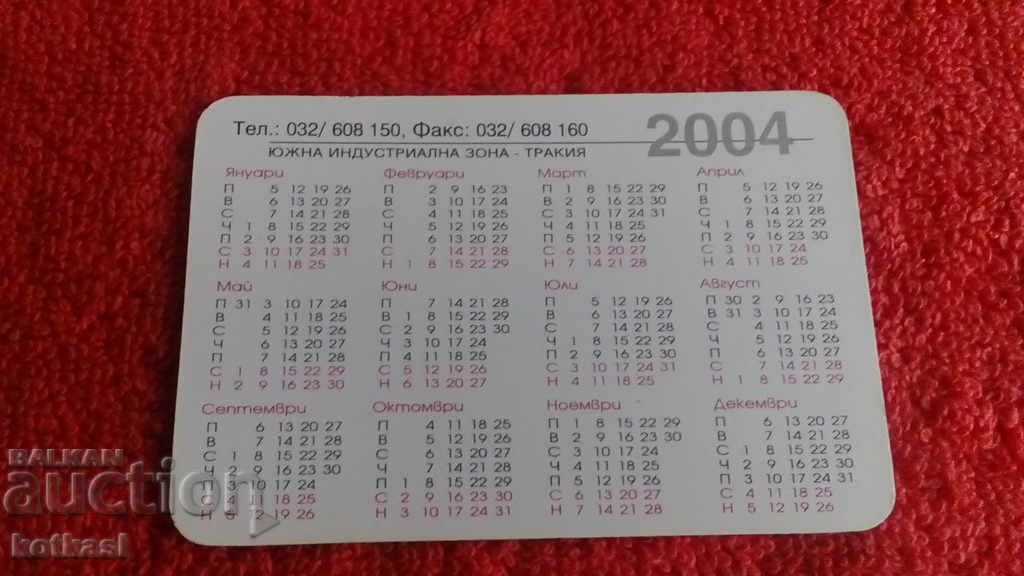 Тел.: 032/ 608 150, Факс: 032/ 608 160
2004
ЮЖНА ИНДУСТРИАЛНА ЗОНА - ТРАКИЯ
Януари Февруари Март Април
П 5 12 19 26 П 2 9 16 23 П 1 8 15 22 29 П 5 12 19 26
В 6 13 20 27 В 3 10 17 24 В 2 9 16 23 30 В 6 13 20 27
С 7 14 21 28 С 4 11 18 25 С 3 10 17 24 31 С 7 14 21 28
Ч 1 8 15 22 29 Ч 5 12 19 26 Ч 4 11 18 25 Ч 1 8 15 22 29
П 2 9 16 23 30 П 6 13 20 27 П 5 12 19 26 П 2 9 16 23 30
С 3 10 17 24 31 С 7 14 21 28 С 6 13 20 27 С 3 10 17 24
Н 4 11 18 25 Н 1 8 15 22 29 Н 7 14 21 28 Н 4 11 18 25
Май Юни Юли Август
П 31 3 10 17 24 П 7 14 21 28 П 5 12 19 26 П 30 2 9 16 23
В 4 11 18 25 В 1 8 15 22 29 В 6 13 20 27 В 31 3 10 17 24
С 5 12 19 26 С 2 9 16 23 30 С 7 14 21 28 С 4 11 18 25
Ч 6 13 20 27 Ч 3 10 17 24 Ч 1 8 15 22 29 Ч 5 12 19 26
П 7 14 21 28 П 4 11 18 25 П 2 9 16 23 30 П 6 13 20 27
С 1 8 15 22 29 С 5 12 19 26 С 3 10 17 24 31 С 7 14 21 28
Н 2 9 16 23 30 Н 6 13 20 27 Н 4 11 18 25 Н 1 8 15 22 29
Септември Октомври Ноември Декември
П 6 13 20 27 П 4 11 18 25 П 1 8 15 22 29 П 6 13 20 27
В 7 14 21 28 В 5 12 19 26 В 2 9 16 23 30 В 7 14 21 28
С 1 8 15 22 29 С 6 13 20 27 С 3 10 17 24 С 1 8 15 22 29
Ч 2 9 16 23 30 Ч 7 14 21 28 Ч 4 11 18 25 Ч 2 9 16 23 30
П 3 10 17 24 П 1 8 15 22 29 П 5 12 19 26 П 3 10 17 24 31
С 4 11 18 25 С 2 9 16 23 30 С 6 13 20 27 С 4 11 18 25
Н 5 12 19 26 Н 3 10 17 24 31 Н 7 14 21 28 Н 5 12 19 26
BALKAN
auction
kotkasl